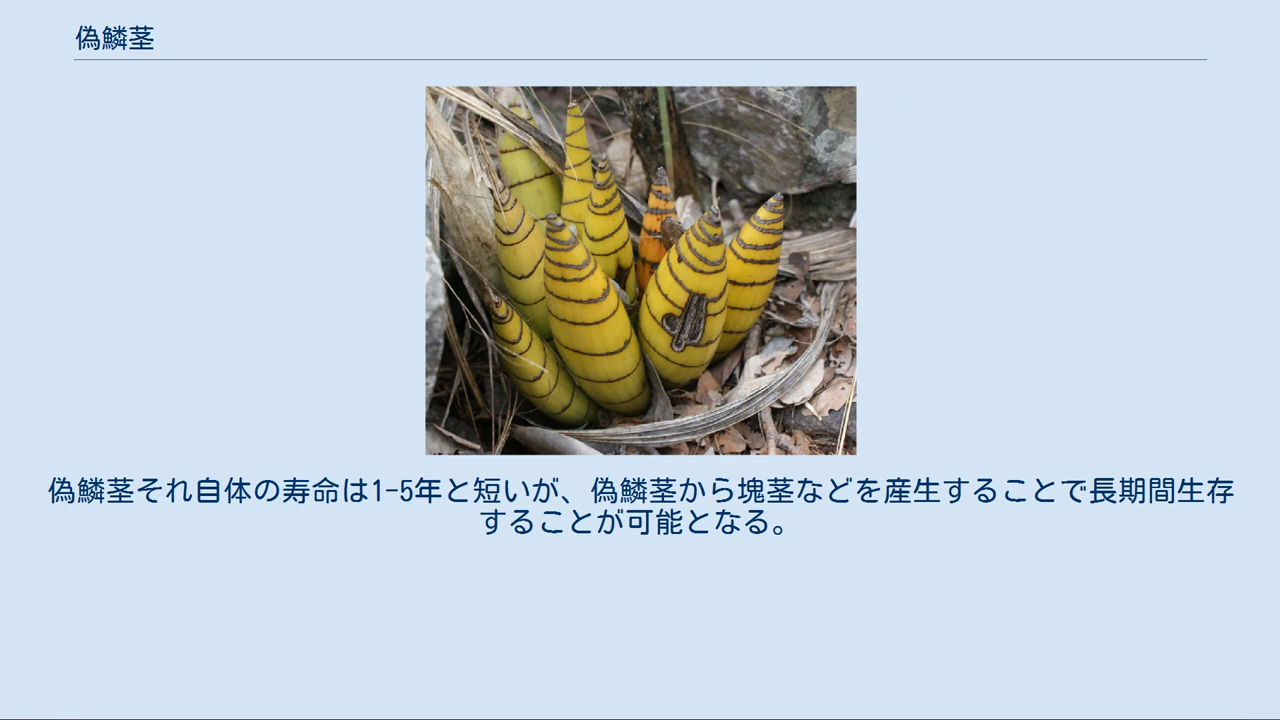 偽鱗茎
偽鱗茎それ自体の寿命は1-5年と短いが、偽鱗茎から塊茎などを産生することで長期間生存
することが可能となる。